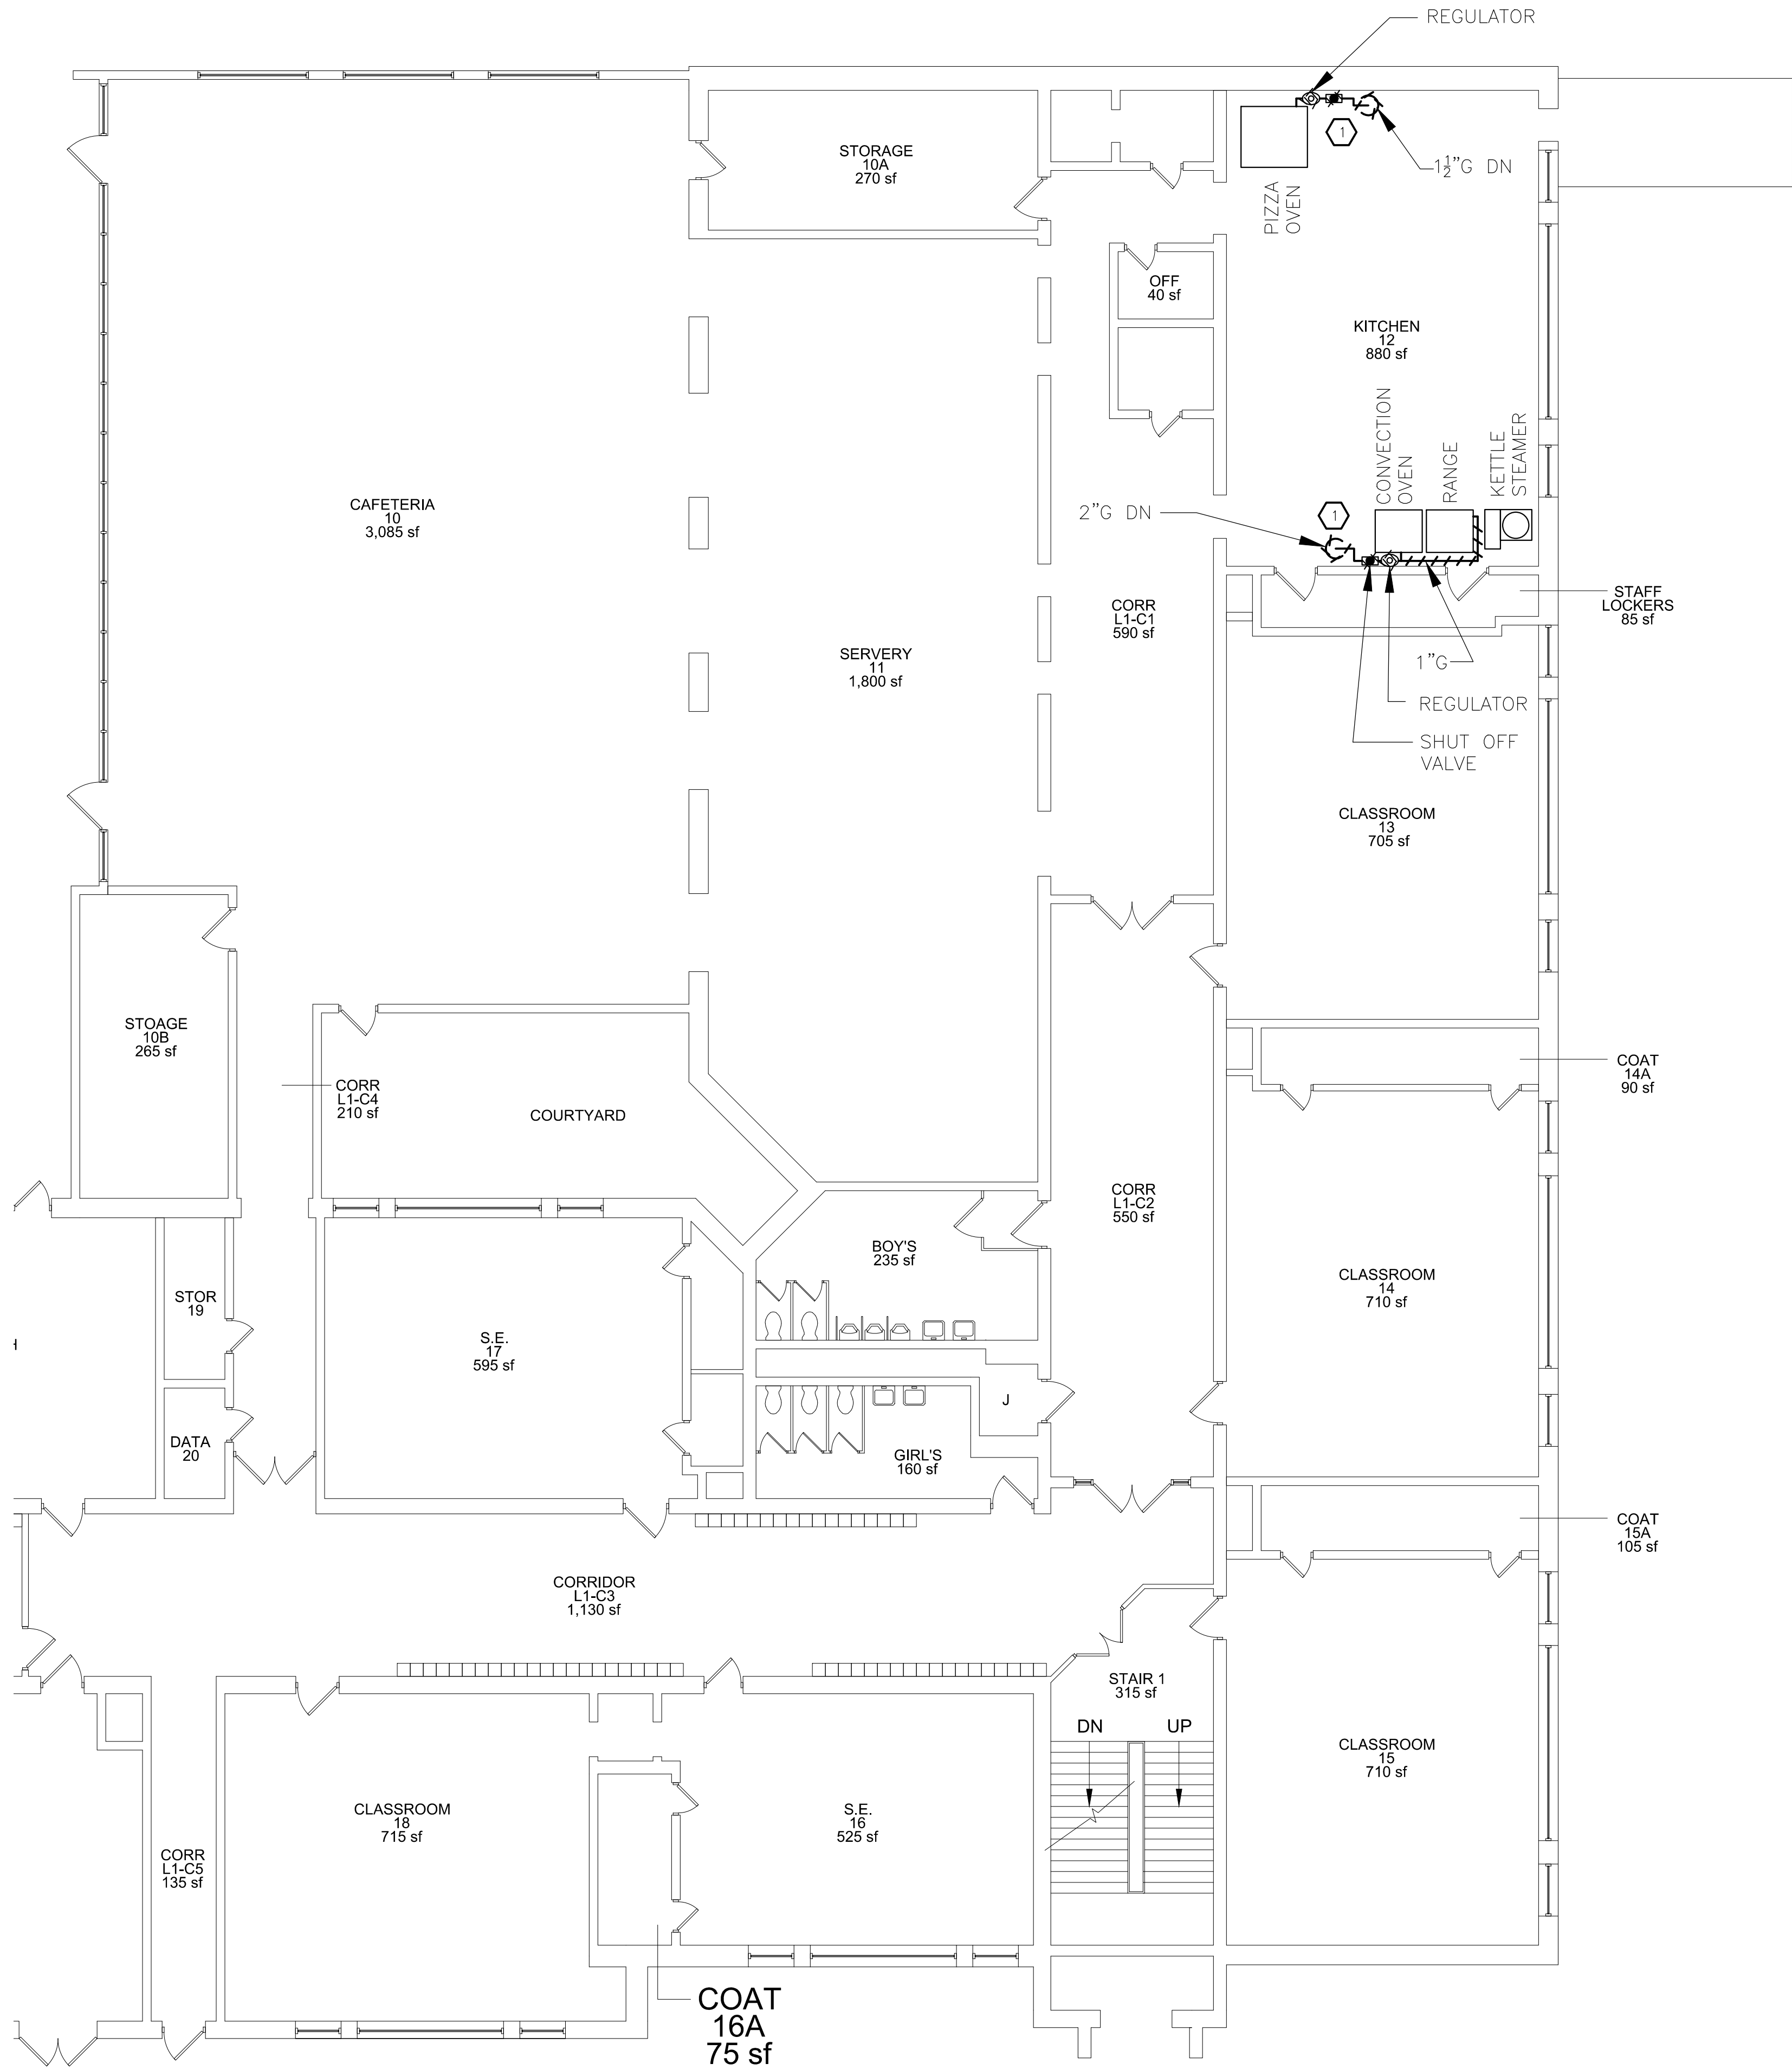 REGULATOR
1
1 1/2"G DN
PIZZA
OVEN
STORAGE
10A
270 sf
OFF
40 sf
KITCHEN
12
880 sf
CONVECTION
OVEN
RANGE
KETTLE
STEAMER
CAFETERIA
10
3,085 sf
2"G DN
1
CORR
L1-C1
590 sf
STAFF
LOCKERS
85 sf
SERVERY
11
1,800 sf
1"G
REGULATOR
SHUT OFF
VALVE
CLASSROOM
13
705 sf
STOAGE
10B
265 sf
CORR
L1-C4
210 sf
COURTYARD
COAT
14A
90 sf
CORR
L1-C2
550 sf
BOY'S
235 sf
CLASSROOM
14
710 sf
STOR
19
H
S.E.
17
595 sf
J
DATA
20
GIRL'S
160 sf
COAT
15A
105 sf
CORRIDOR
L1-C3
1,130 sf
STAIR 1
315 sf
DN
UP
CLASSROOM
15
710 sf
CLASSROOM
18
715 sf
S.E.
16
525 sf
CORR
L1-C5
135 sf
COAT
16A
75 sf